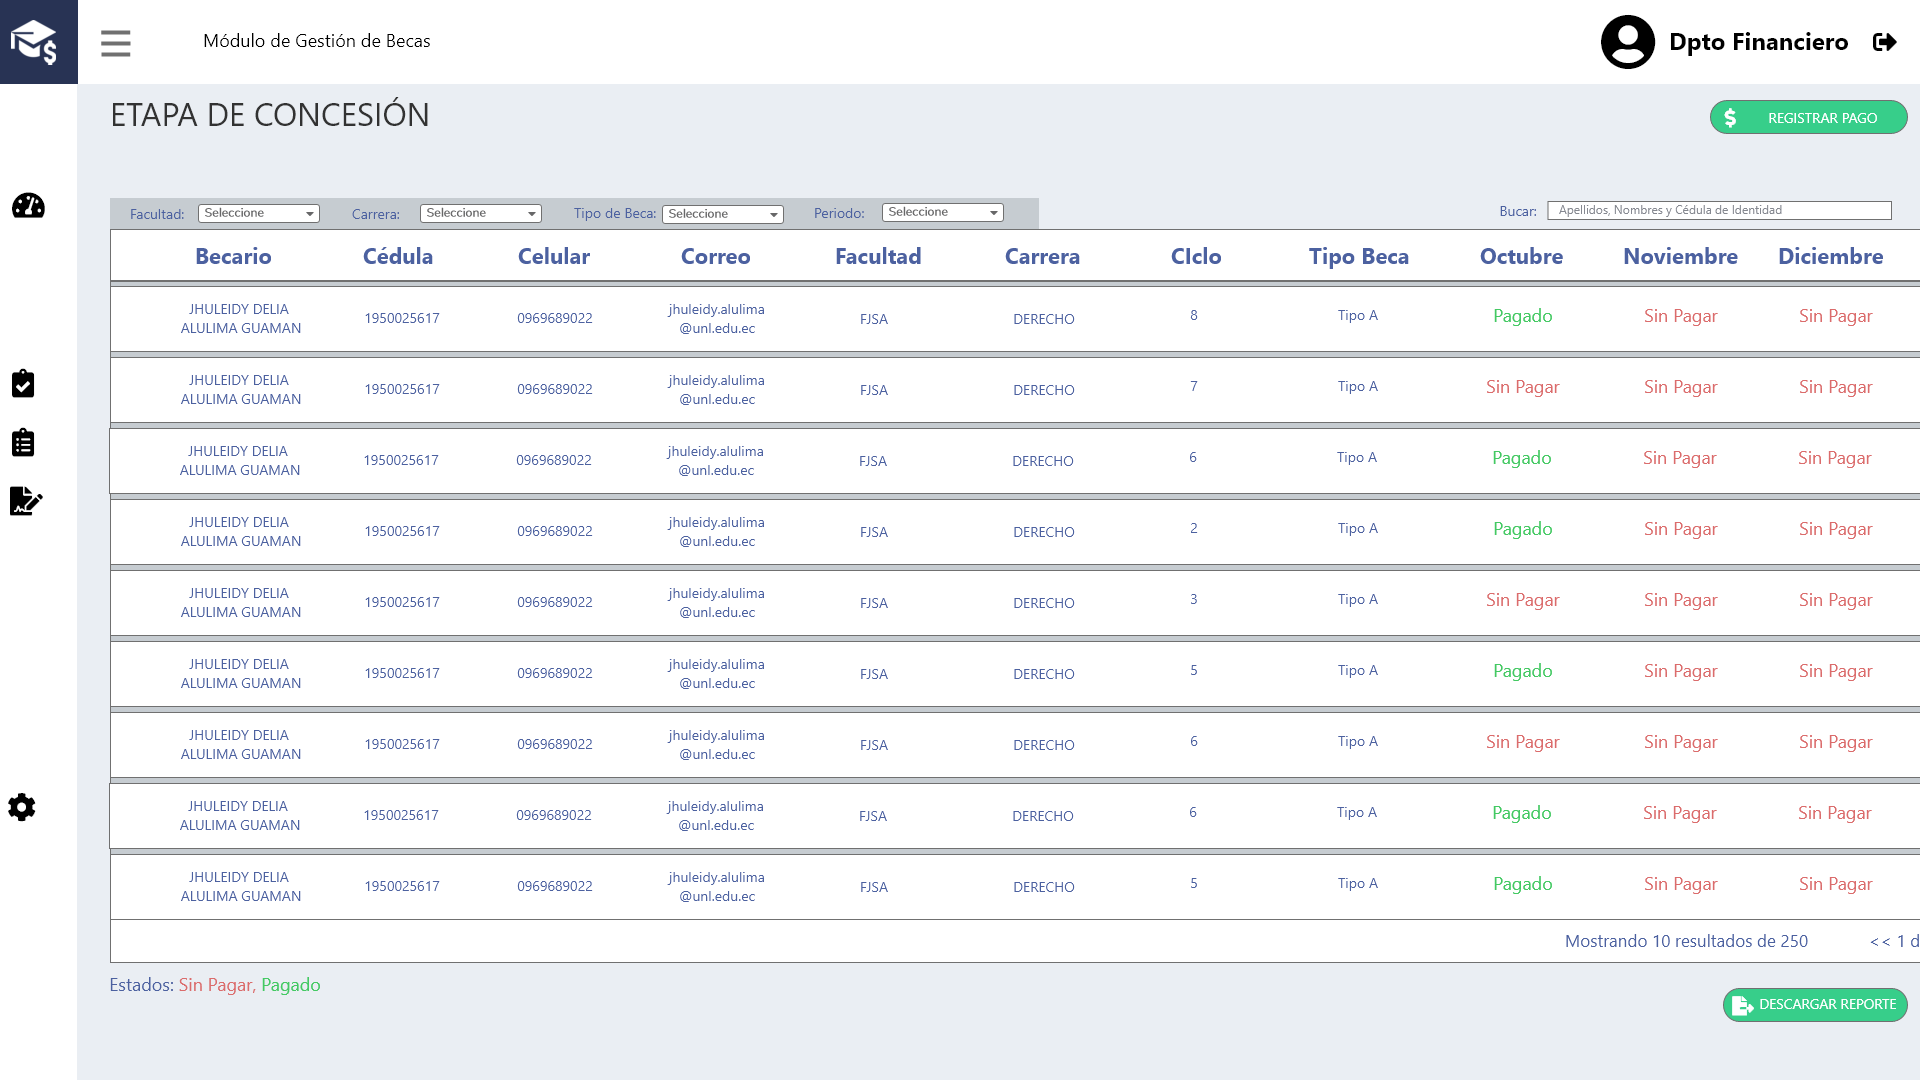 Módulo de Gestión de Becas
Dpto Financiero
ETAPA DE CONCESIÓN
REGISTRAR PAGO
Facultad: Seleccione Carrera: Seleccione Tipo de Beca: Seleccione Periodo: Seleccione
Bucar: Apellidos, Nombres y Cédula de Identidad
Becario Cédula Celular Correo Facultad Carrera CIclo Tipo Beca Octubre Noviembre Diciembre
JHULEIDY DELIA ALULIMA GUAMAN 1950025617 0969689022 jhuleidy.alulima @unl.edu.ec FJSA DERECHO 8 Tipo A Pagado Sin Pagar Sin Pagar
JHULEIDY DELIA ALULIMA GUAMAN 1950025617 0969689022 jhuleidy.alulima @unl.edu.ec FJSA DERECHO 7 Tipo A Sin Pagar Sin Pagar Sin Pagar
JHULEIDY DELIA ALULIMA GUAMAN 1950025617 0969689022 jhuleidy.alulima @unl.edu.ec FJSA DERECHO 6 Tipo A Pagado Sin Pagar Sin Pagar
JHULEIDY DELIA ALULIMA GUAMAN 1950025617 0969689022 jhuleidy.alulima @unl.edu.ec FJSA DERECHO 2 Tipo A Pagado Sin Pagar Sin Pagar
JHULEIDY DELIA ALULIMA GUAMAN 1950025617 0969689022 jhuleidy.alulima @unl.edu.ec FJSA DERECHO 3 Tipo A Sin Pagar Sin Pagar Sin Pagar
JHULEIDY DELIA ALULIMA GUAMAN 1950025617 0969689022 jhuleidy.alulima @unl.edu.ec FJSA DERECHO 5 Tipo A Pagado Sin Pagar Sin Pagar
JHULEIDY DELIA ALULIMA GUAMAN 1950025617 0969689022 jhuleidy.alulima @unl.edu.ec FJSA DERECHO 6 Tipo A Sin Pagar Sin Pagar Sin Pagar
JHULEIDY DELIA ALULIMA GUAMAN 1950025617 0969689022 jhuleidy.alulima @unl.edu.ec FJSA DERECHO 6 Tipo A Pagado Sin Pagar Sin Pagar
JHULEIDY DELIA ALULIMA GUAMAN 1950025617 0969689022 jhuleidy.alulima @unl.edu.ec FJSA DERECHO 5 Tipo A Pagado Sin Pagar Sin Pagar
Mostrando 10 resultados de 250 << 1 d
Estados: Sin Pagar, Pagado
DESCARGAR REPORTE